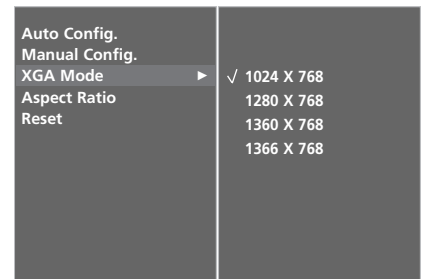 Auto Config.
Manual Config.
XGA Mode ►
Aspect Ratio
Reset
√ 1024 X 768
1280 X 768
1360 X 768
1366 X 768